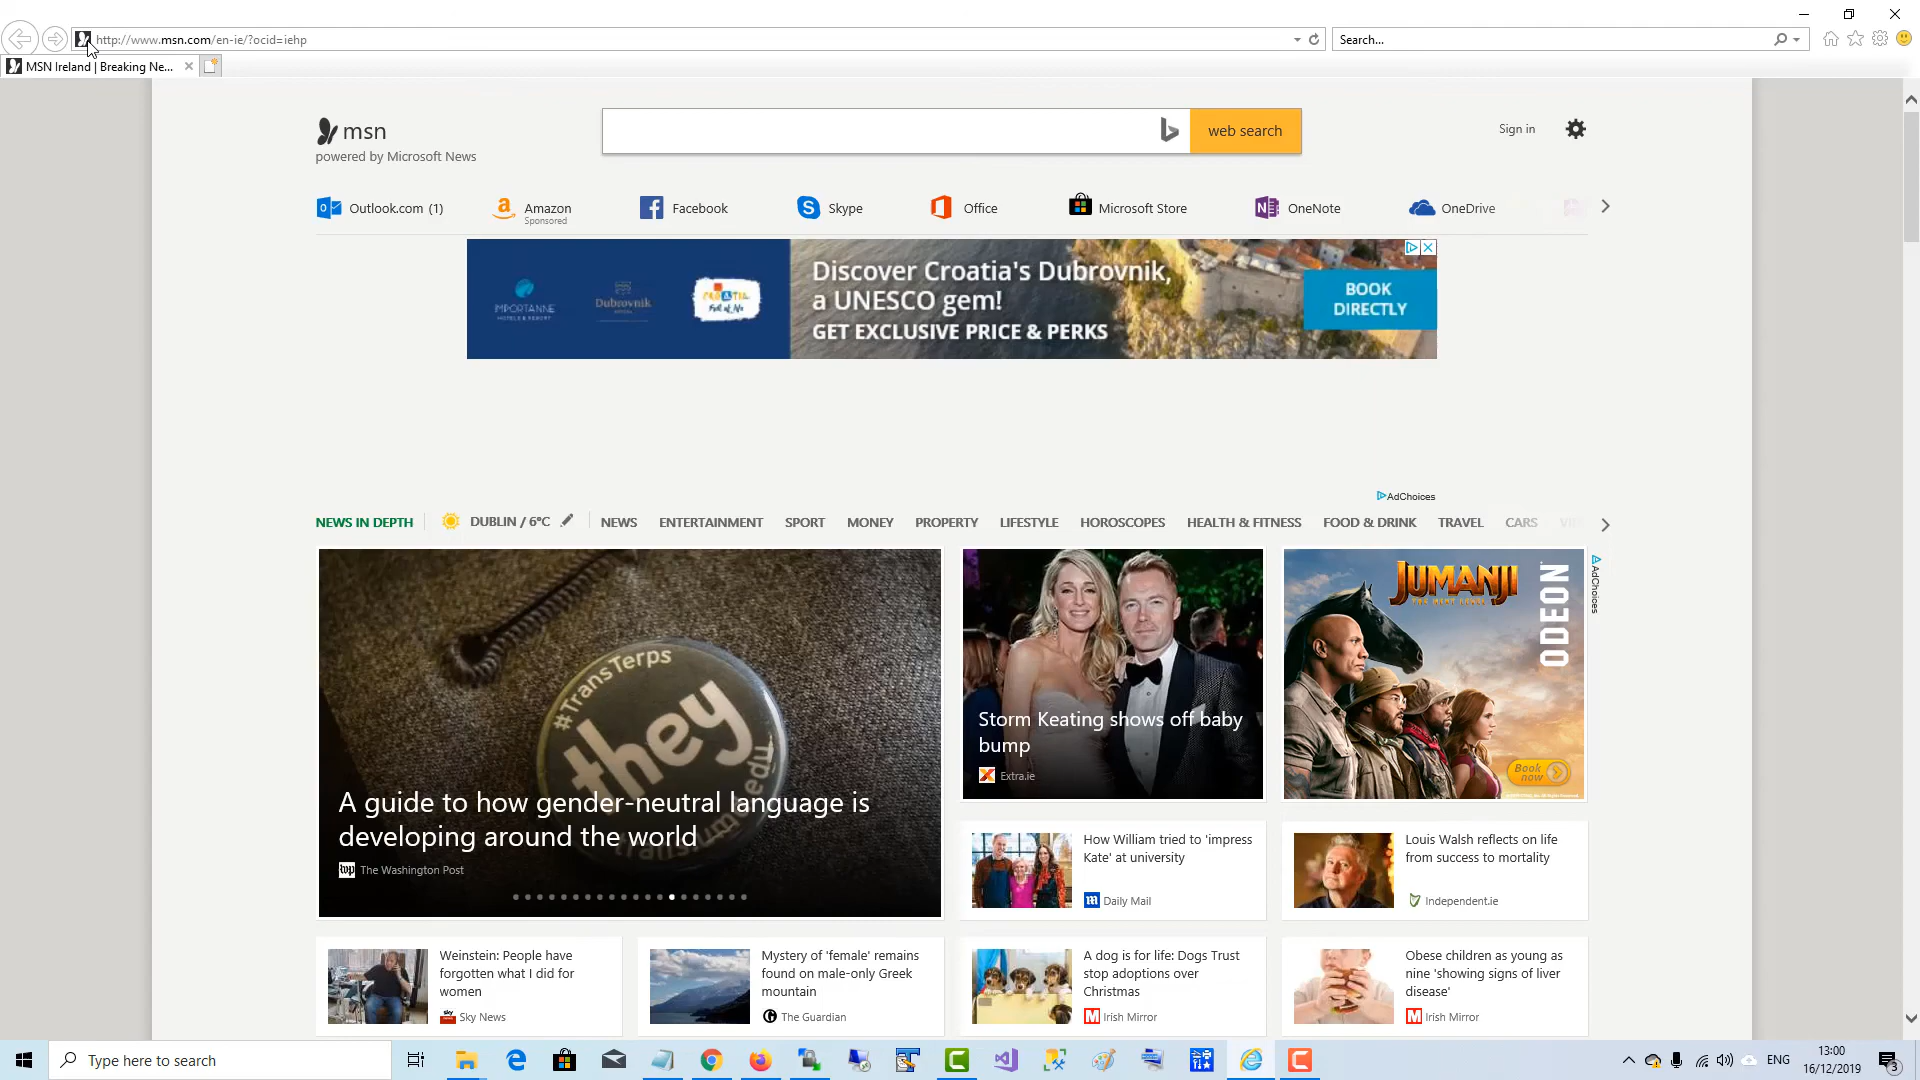 http://www.msn.com/en-ie/?ocid=iehp
Search...
MSN Ireland | Breaking Ne...
msn
powered by Microsoft News
web search
Sign in
Outlook.com (1)
Amazon
Sponsored
Facebook
Skype
Office
Microsoft Store
OneNote
OneDrive
IMPORTANNE
HOTELS & RESORT
Dubrovnik
CROATIA
Full of life
Discover Croatia's Dubrovnik,
a UNESCO gem!
GET EXCLUSIVE PRICE & PERKS
BOOK
DIRECTLY
AdChoices
NEWS IN DEPTH
DUBLIN / 6°C
NEWS
ENTERTAINMENT
SPORT
MONEY
PROPERTY
LIFESTYLE
HOROSCOPES
HEALTH & FITNESS
FOOD & DRINK
TRAVEL
CARS
#TransTerps
they
A guide to how gender-neutral language is
developing around the world
wp The Washington Post
Storm Keating shows off baby
bump
Extra.ie
JUMANJI
THE NEXT LEVEL
ODEON
Book
now
AdChoices
How William tried to 'impress
Kate' at university
m Daily Mail
Louis Walsh reflects on life
from success to mortality
Independent.ie
Weinstein: People have
forgotten what I did for
women
sky Sky News
Mystery of 'female' remains
found on male-only Greek
mountain
The Guardian
A dog is for life: Dogs Trust
stop adoptions over
Christmas
M Irish Mirror
Obese children as young as
nine 'showing signs of liver
disease'
M Irish Mirror
Type here to search
ENG
13:00
16/12/2019
3